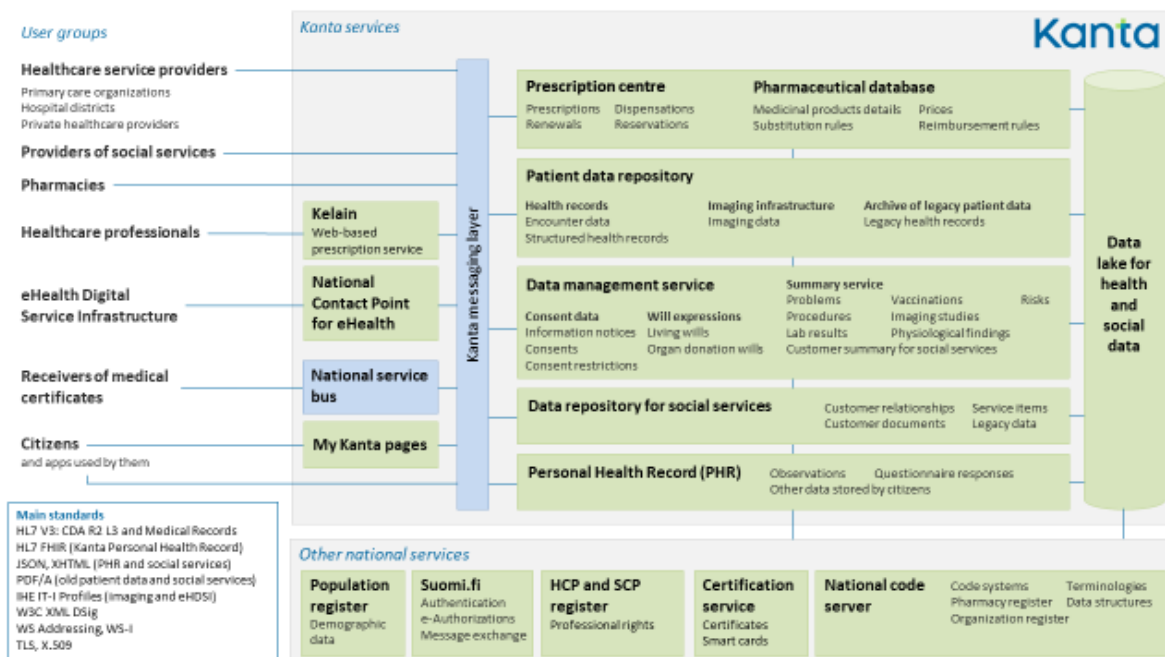 User groups
Healthcare service providers
Primary care organizations
Hospital districts
Private healthcare providers
Providers of social services
Pharmacies
Healthcare professionals
eHealth Digital
Service Infrastructure
Receivers of medical
certificates
Citizens
and apps used by them
Main standards
HL7 V3: CDA R2 L3 and Medical Records
HL7 FHIR (Kanta Personal Health Record)
JSON, XHTML (PHR and social services)
PDF/A (old patient data and social services)
IHE IT-I Profiles (imaging and eHDSI)
W3C XML DSig
WS Addressing, WS-I
TLS, X.509
Kanta services
Kanta
Kelain
Web-based
prescription service
National
Contact Point
for eHealth
National service
bus
My Kanta pages
Kanta messaging layer
Prescription centre
Prescriptions Dispensations
Renewals Reservations
Pharmaceutical database
Medicinal products details Prices
Substitution rules Reimbursement rules
Patient data repository
Health records
Encounter data
Structured health records
Imaging infrastructure
Imaging data
Archive of legacy patient data
Legacy health records
Data management service
Consent data
Information notices
Consents
Consent restrictions
Will expressions
Living wills
Organ donation wills
Summary service
Problems Vaccinations Risks
Procedures Imaging studies
Lab results Physiological findings
Customer summary for social services
Data repository for social services
Customer relationships Service items
Customer documents Legacy data
Personal Health Record (PHR)
Observations Questionnaire responses
Other data stored by citizens
Data
lake for
health
and
social
data
Other national services
Population
register
Demographic
data
Suomi.fi
Authentication
e-Authorizations
Message exchange
HCP and SCP
register
Professional rights
Certification
service
Certificates
Smart cards
National code
server
Code systems Terminologies
Pharmacy register Data structures
Organization register